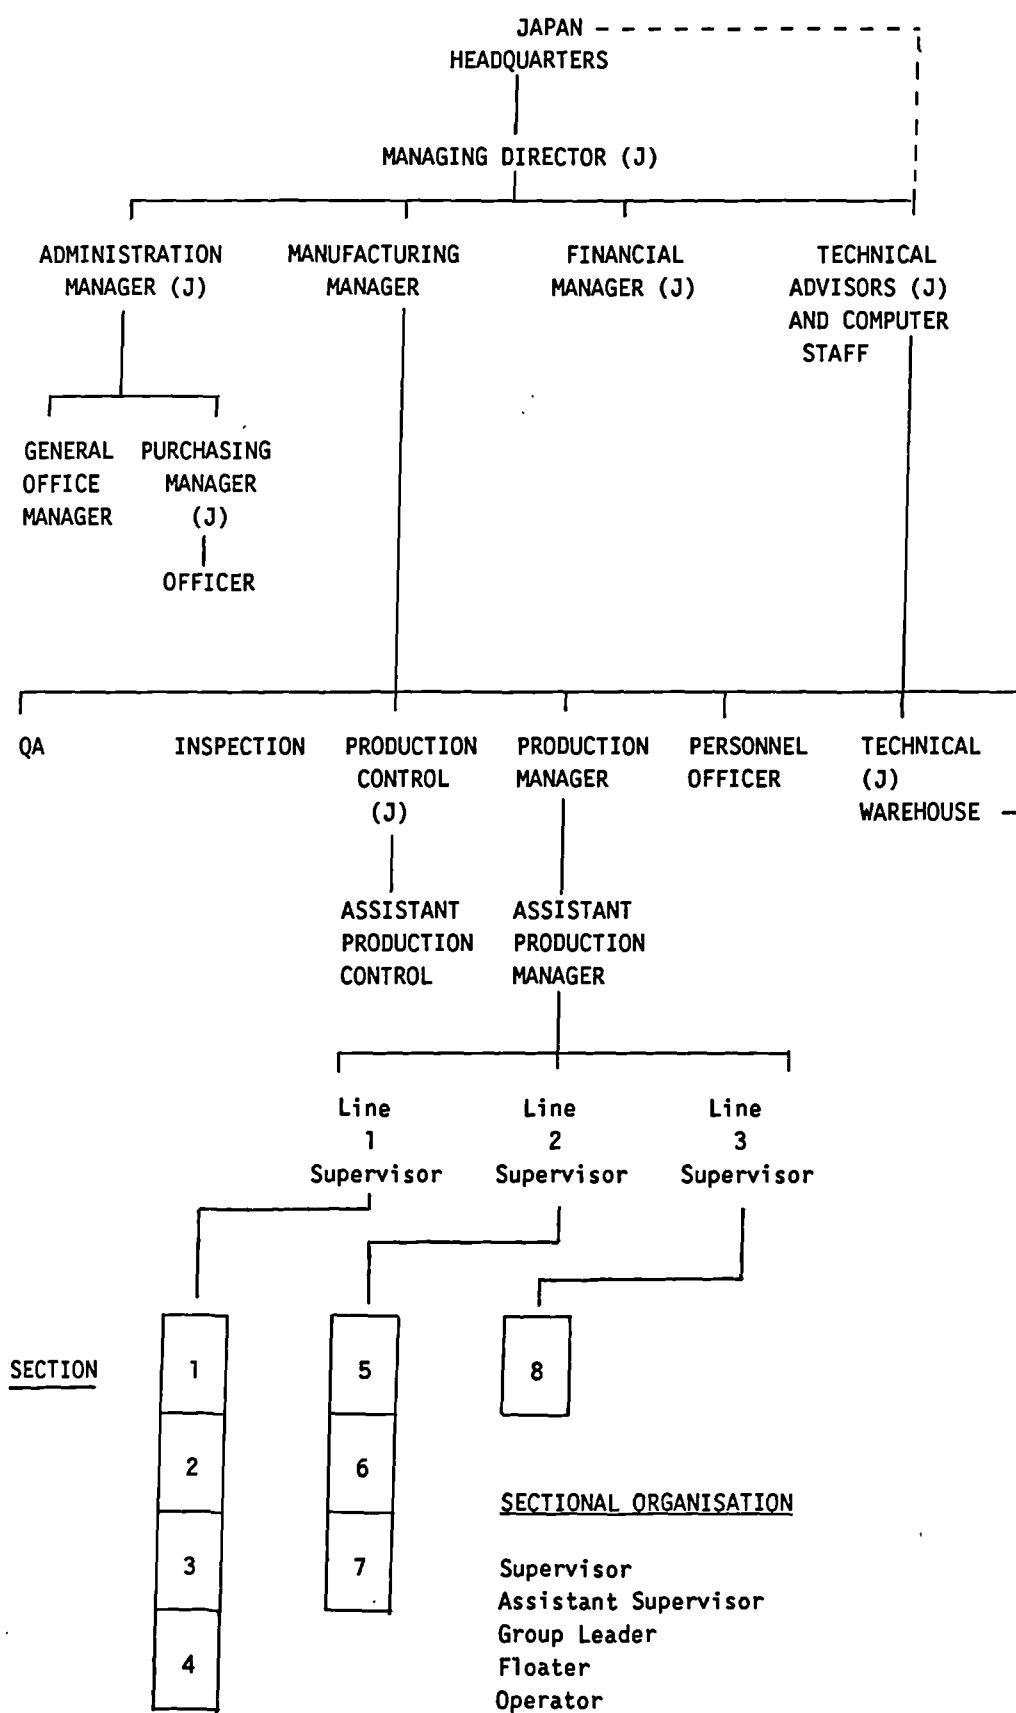 JAPAN
HEADQUARTERS
MANAGING DIRECTOR (J)
ADMINISTRATION
MANAGER (J)
MANUFACTURING
MANAGER
FINANCIAL
MANAGER (J)
TECHNICAL
ADVISORS (J)
AND COMPUTER
STAFF
GENERAL
OFFICE
MANAGER
PURCHASING
MANAGER
(J)
OFFICER
QA
INSPECTION
PRODUCTION
CONTROL
(J)
PRODUCTION
MANAGER
PERSONNEL
OFFICER
TECHNICAL
(J)
WAREHOUSE
ASSISTANT
PRODUCTION
CONTROL
ASSISTANT
PRODUCTION
MANAGER
Line
1
Supervisor
Line
2
Supervisor
Line
3
Supervisor
SECTION
1
2
3
4
5
6
7
8
SECTIONAL ORGANISATION
Supervisor
Assistant Supervisor
Group Leader
Floater
Operator